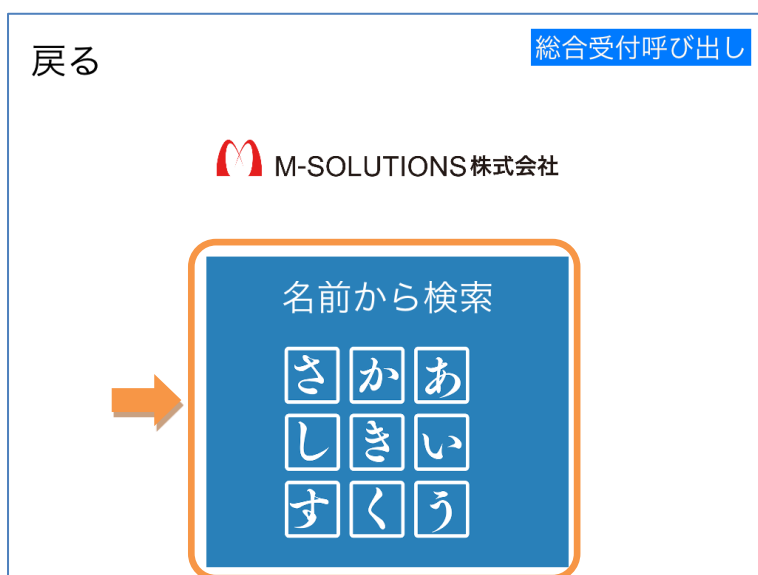 戻る
総合受付呼び出し
M-SOLUTIONS株式会社
名前から検索
さ か あ
し き い
す く う